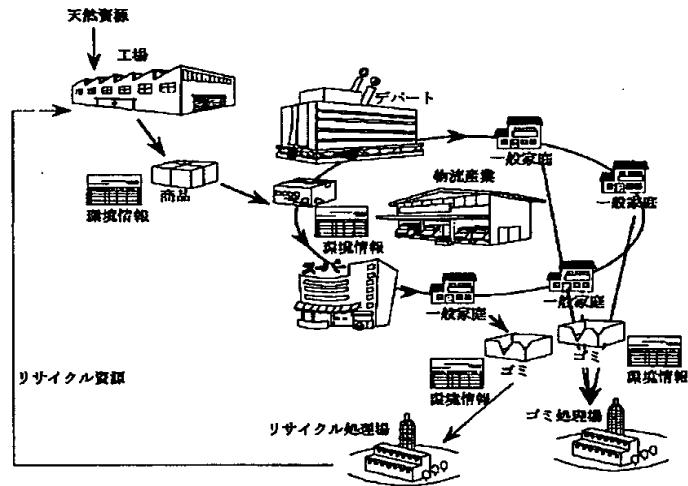 天然資源
工場
デパート
一般家庭
商品
環境情報
物流産業
一般家庭
環境情報
スーパー
一般家庭
一般家庭
ゴミ
ゴミ
環境情報
リサイクル資源
環境情報
リサイクル処理場
ゴミ処理場